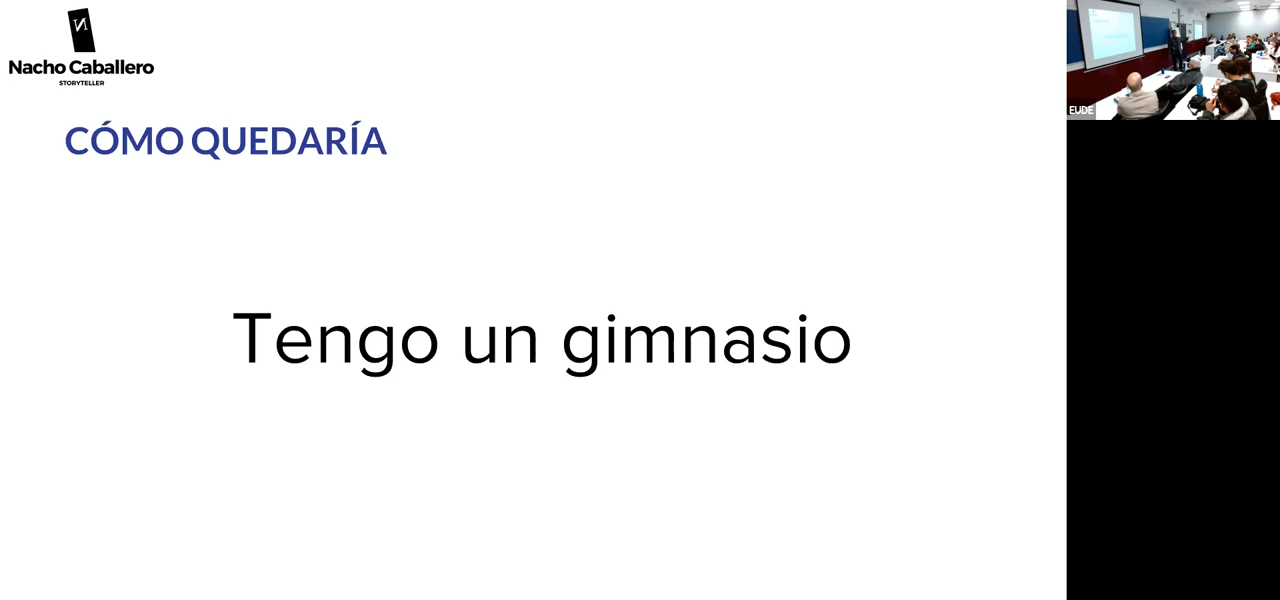 Nacho Caballero
STORYTELLER
CÓMO QUEDARÍA
Tengo un gimnasio
EUDE